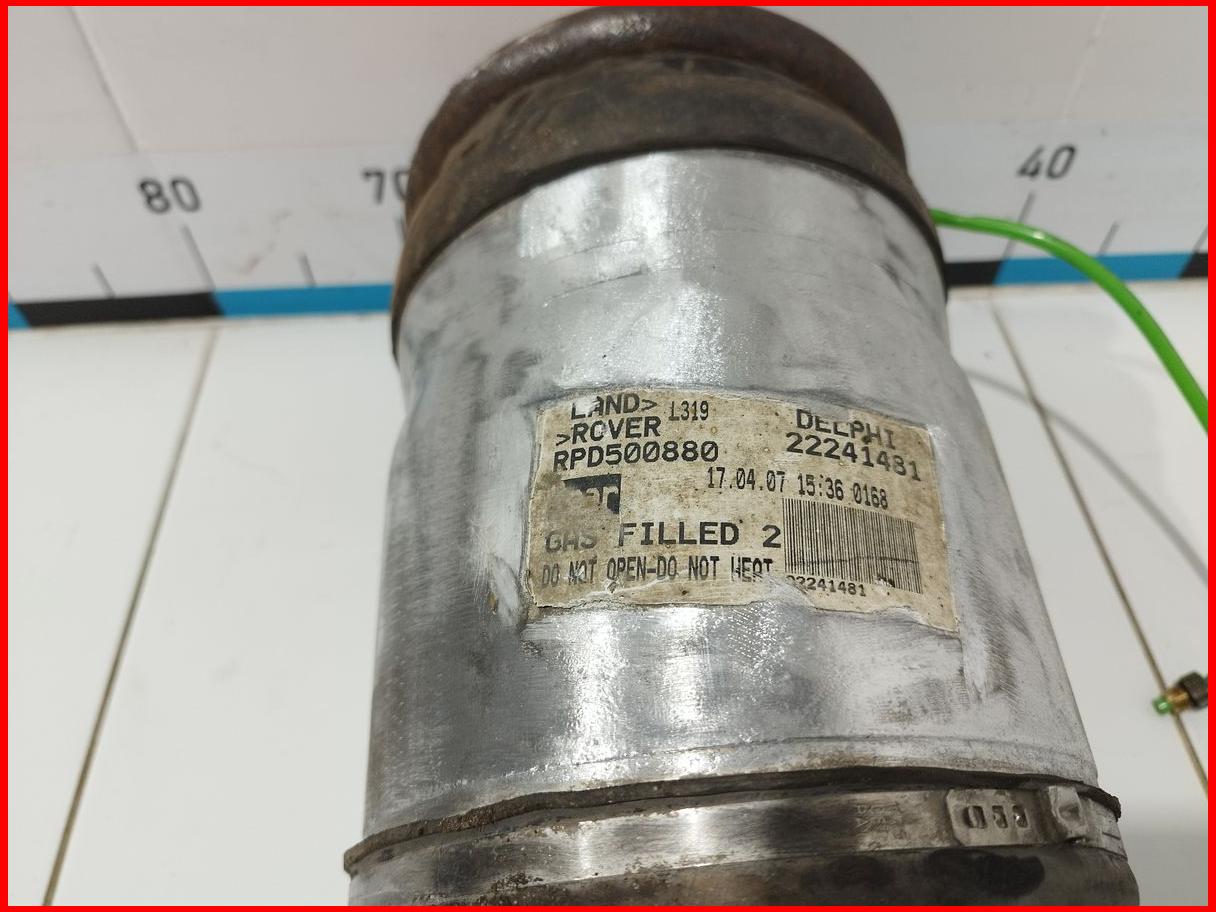 80
70
40
LAND> L319
>ROVER
RPD500880
DELPHI
22241481
17.04.07 15:36 0168
GAS FILLED 2
DO NOT OPEN-DO NOT HEAT
22241481